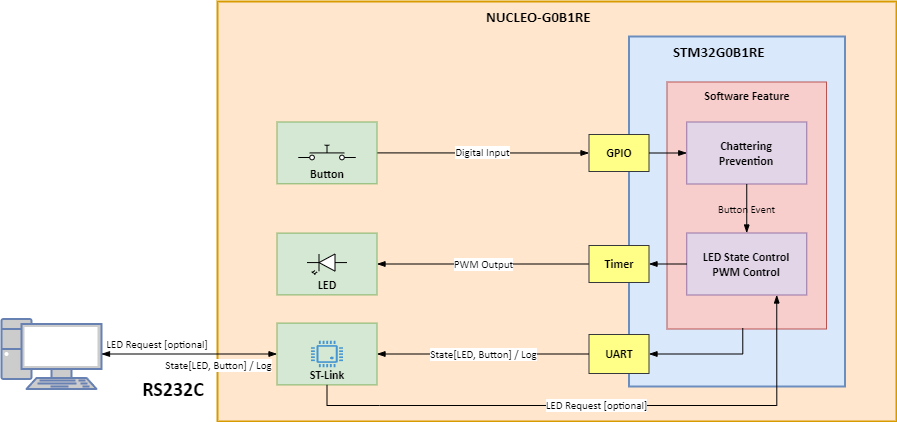 NUCLEO-G0B1RE
STM32G0B1RE
Software Feature
Button
Digital Input
GPIO
Chattering
Prevention
Button Event
LED
PWM Output
Timer
LED State Control
PWM Control
LED Request [optional]
State[LED, Button] / Log
RS232C
ST-Link
State[LED, Button] / Log
UART
LED Request [optional]